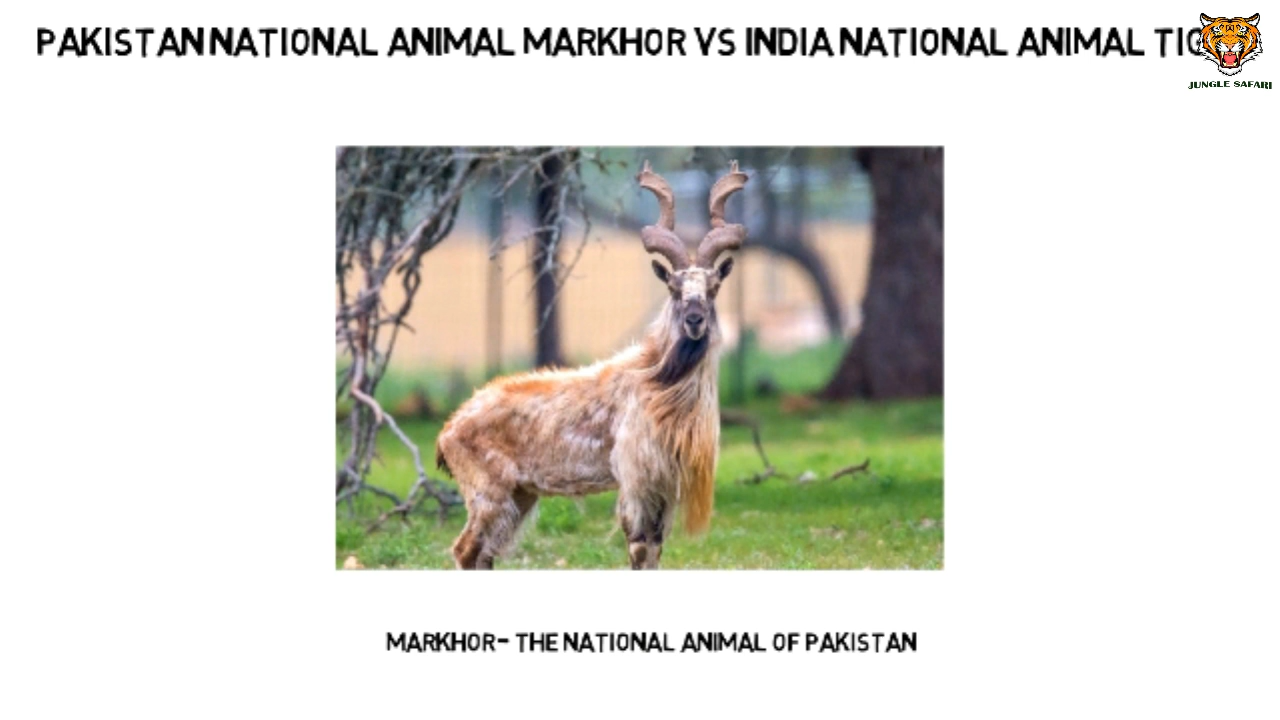 PAKISTAN NATIONAL ANIMAL MARKHOR VS INDIA NATIONAL ANIMAL
JUNGLE SAFARI
MARKHOR- THE NATIONAL ANIMAL OF PAKISTAN